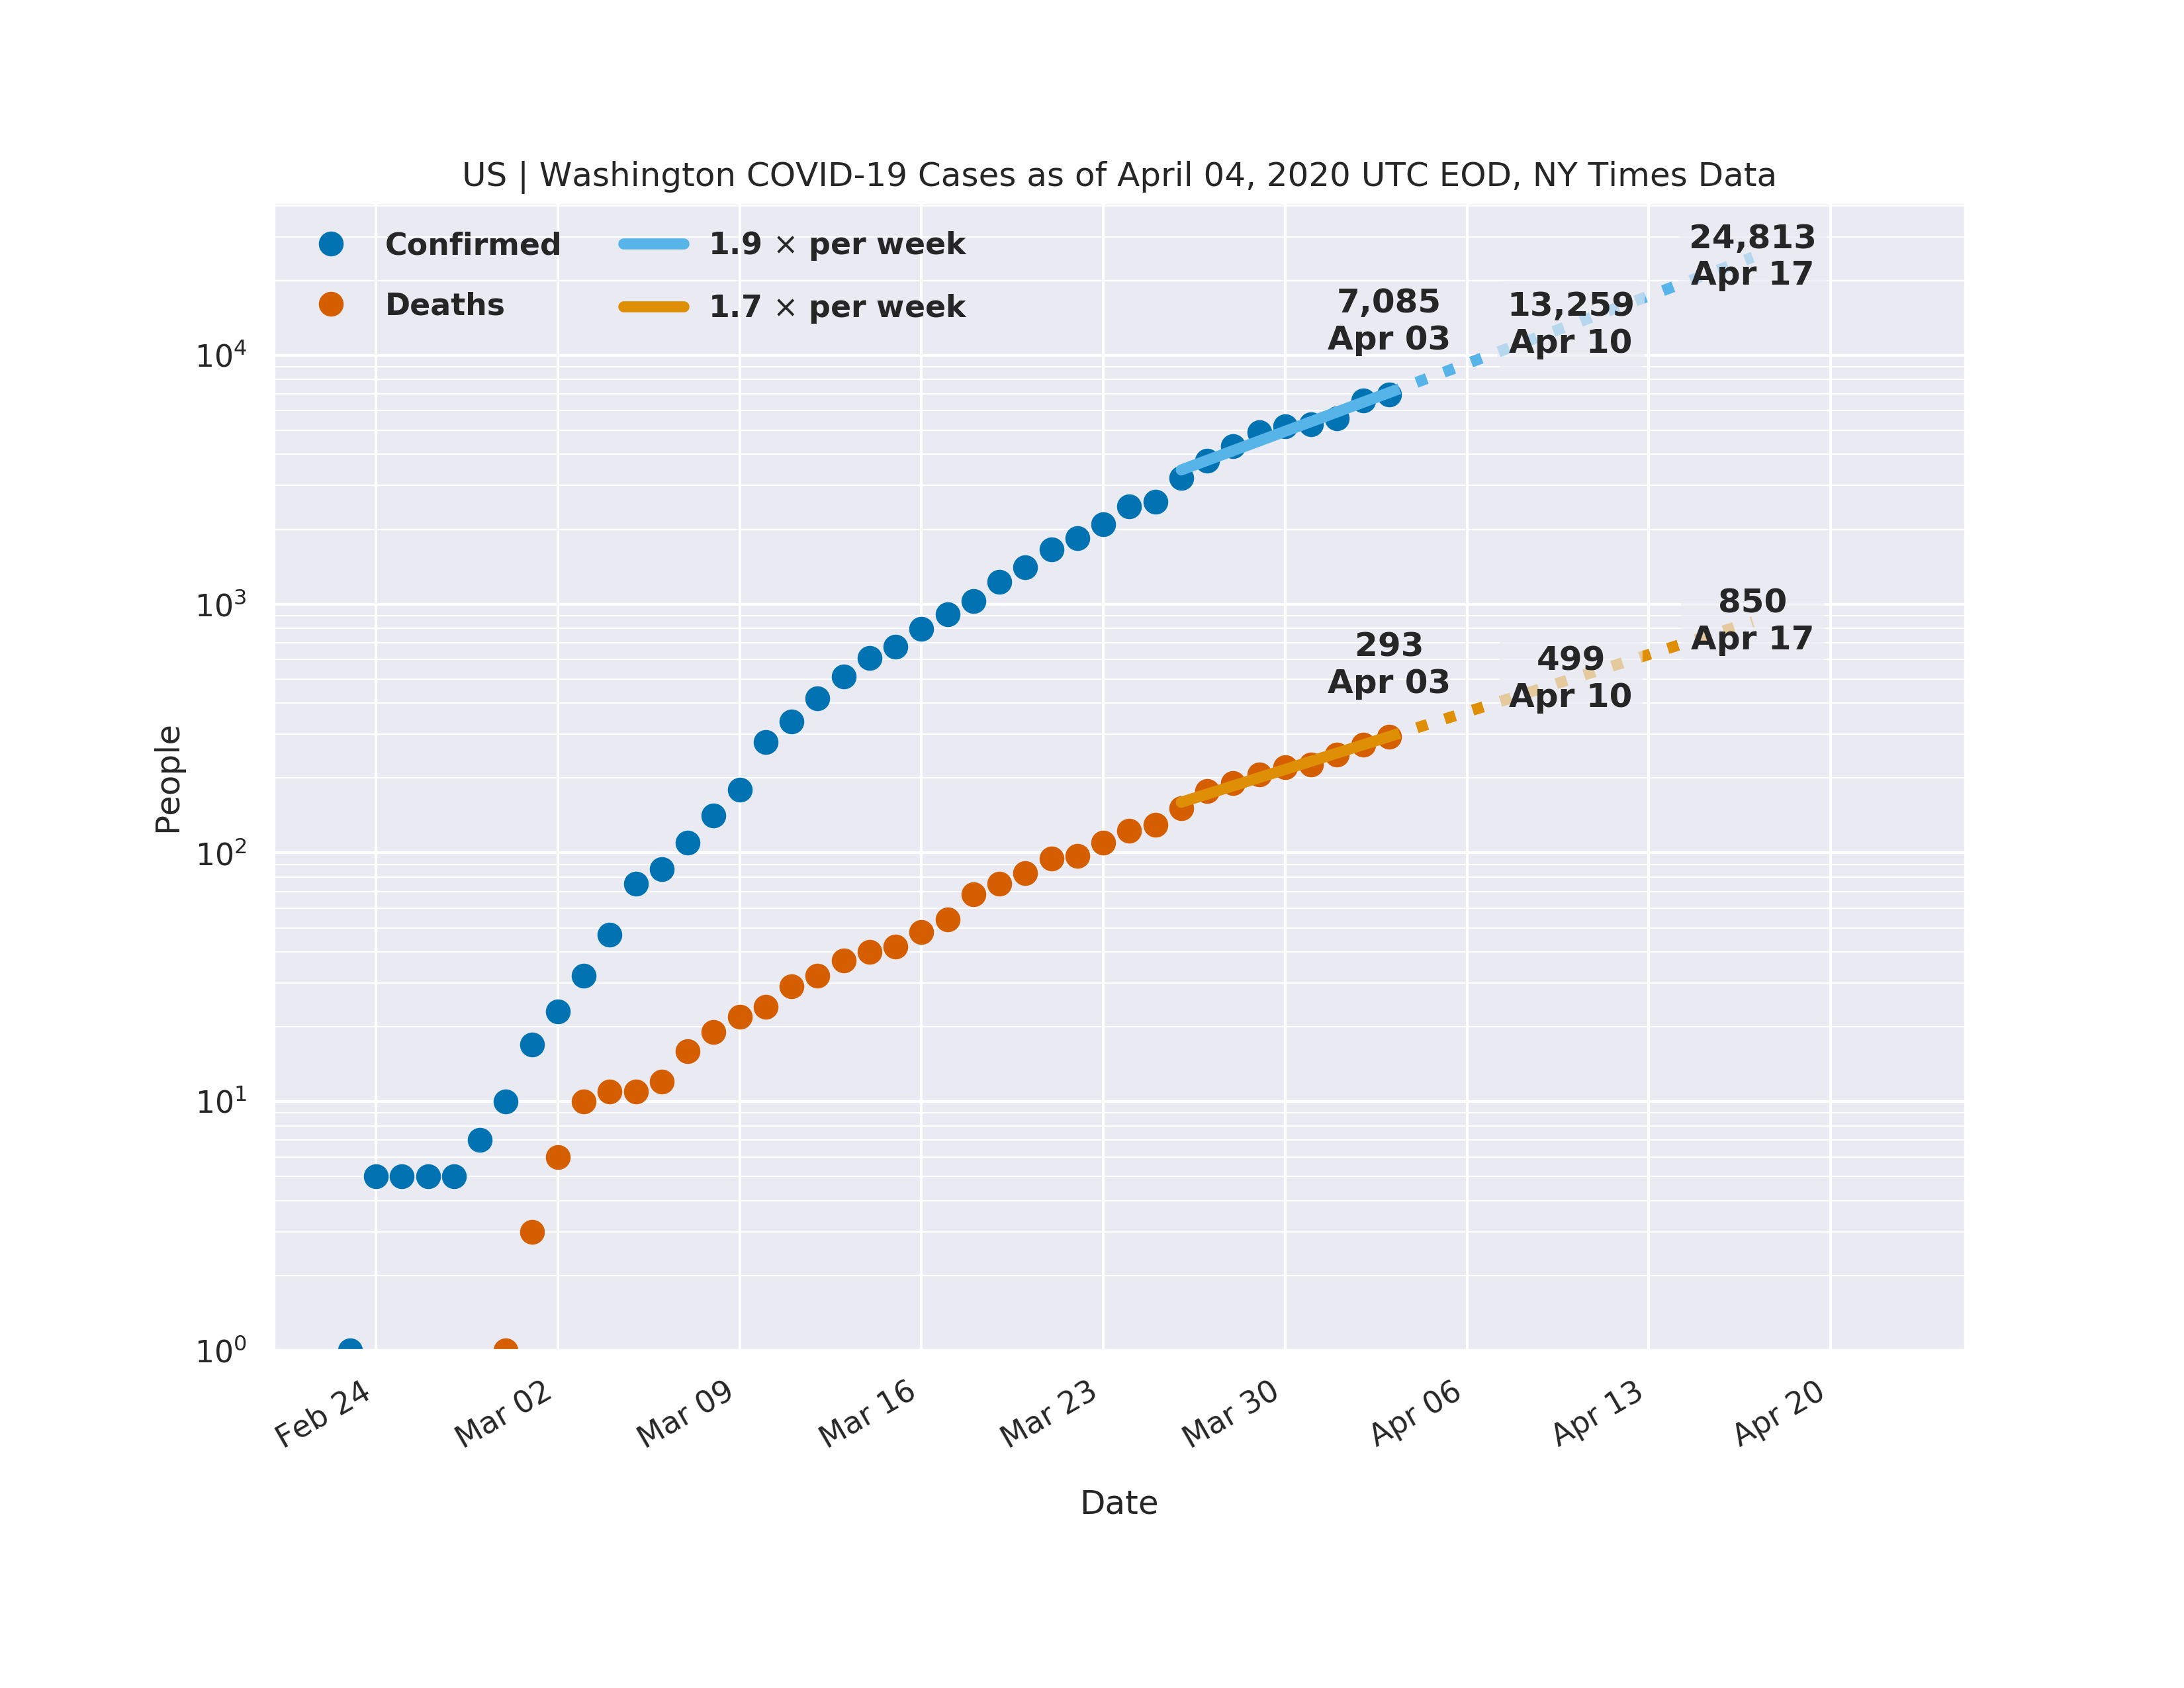 US | Washington COVID-19 Cases as of April 04, 2020 UTC EOD, NY Times Data
Confirmed
Deaths
1.9 × per week
1.7 × per week
24,813
Apr 17
7,085
Apr 03
13,259
Apr 10
850
Apr 17
293
Apr 03
499
Apr 10
People
10⁴
10³
10²
10¹
10⁰
Feb 24
Mar 02
Mar 09
Mar 16
Mar 23
Mar 30
Apr 06
Apr 13
Apr 20
Date